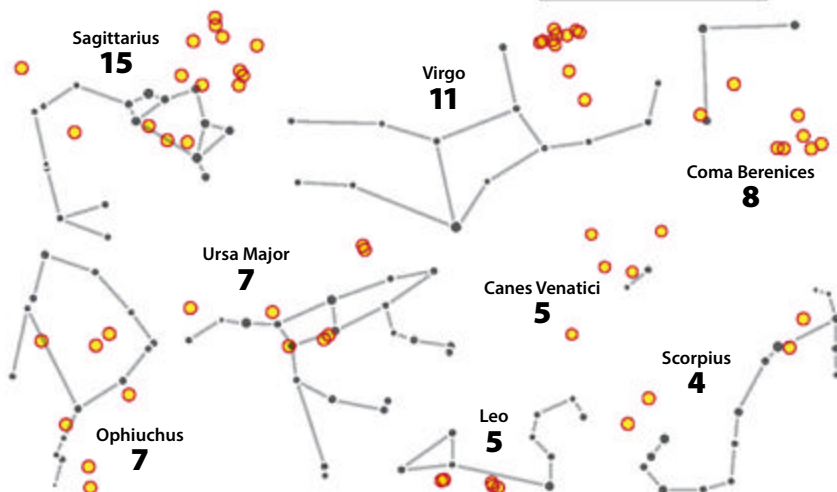 Sagittarius
15
Virgo
11
Coma Berenices
8
Ursa Major
7
Canes Venatici
5
Scorpius
4
Ophiuchus
7
Leo
5